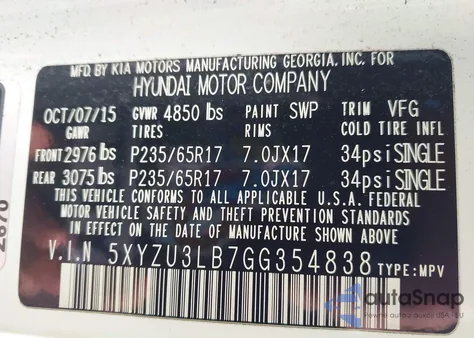 MFD. BY KIA MOTORS MANUFACTURING GEORGIA, INC. FOR
HYUNDAI MOTOR COMPANY
OCT/07/15 GVWR 4850 lbs PAINT SWP TRIM VFG
GAWR TIRES RIMS COLD TIRE INFL
FRONT 2976 lbs P235/65R17 7.0JX17 34psi SINGLE
REAR 3075 lbs P235/65R17 7.0JX17 34psi SINGLE
THIS VEHICLE CONFORMS TO ALL APPLICABLE U.S.A. FEDERAL
MOTOR VEHICLE SAFETY AND THEFT PREVENTION STANDARDS
IN EFFECT ON THE DATE OF MANUFACTURE SHOWN ABOVE
V.I.N 5XYZU3LB7GG354838 TYPE:MPV
autaSnap